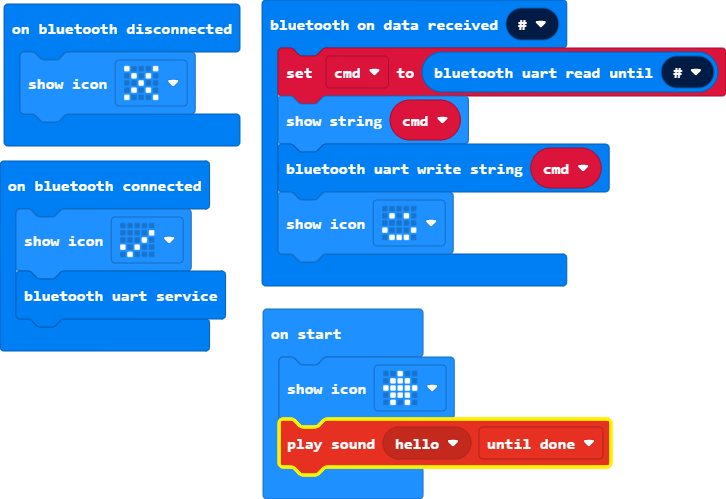 on bluetooth disconnected
show icon
on bluetooth connected
show icon
bluetooth uart service
bluetooth on data received #
set cmd to bluetooth uart read until #
show string cmd
bluetooth uart write string cmd
show icon
on start
show icon
play sound hello until done